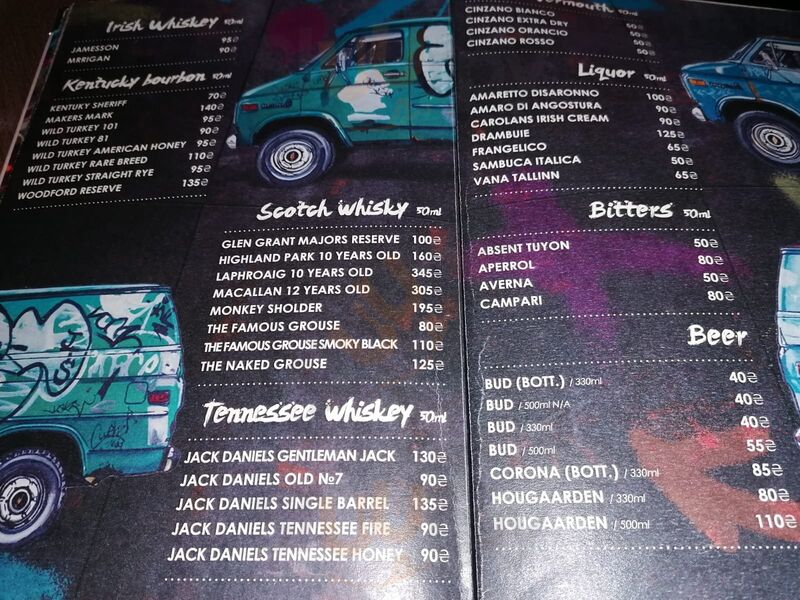 Irish Whiskey 50ml
JAMESSON 95₴
MRRIGAN 90₴
Kentucky bourbon 50ml
KENTUKY SHERIFF 70₴
MAKERS MARK 140₴
WILD TURKEY 101 95₴
WILD TURKEY 81 90₴
WILD TURKEY AMERICAN HONEY 95₴
WILD TURKEY RARE BREED 110₴
WILD TURKEY STRAIGHT RYE 95₴
WOODFORD RESERVE 135₴
Scotch Whisky 50ml
GLEN GRANT MAJORS RESERVE 100₴
HIGHLAND PARK 10 YEARS OLD 160₴
LAPHROAIG 10 YEARS OLD 345₴
MACALLAN 12 YEARS OLD 305₴
MONKEY SHOLDER 195₴
THE FAMOUS GROUSE 80₴
THE FAMOUS GROUSE SMOKY BLACK 110₴
THE NAKED GROUSE 125₴
Tennessee whiskey 50ml
JACK DANIELS GENTLEMAN JACK 130₴
JACK DANIELS OLD №7 90₴
JACK DANIELS SINGLE BARREL 135₴
JACK DANIELS TENNESSEE FIRE 90₴
JACK DANIELS TENNESSEE HONEY 90₴
Vermouth 50ml
CINZANO BIANCO
CINZANO EXTRA DRY 50₴
CINZANO ORANCIO 50₴
CINZANO ROSSO 50₴
Liquor 50ml
AMARETTO DISARONNO 100₴
AMARO DI ANGOSTURA 90₴
CAROLANS IRISH CREAM 90₴
DRAMBUIE 125₴
FRANGELICO 65₴
SAMBUCA ITALICA 50₴
VANA TALLINN 65₴
Bitters 50ml
ABSENT TUYON 50₴
APERROL 80₴
AVERNA 50₴
CAMPARI 80₴
Beer
BUD (BOTT.) / 330ml 40₴
BUD / 500ml N/A 40₴
BUD / 330ml 40₴
BUD / 500ml 55₴
CORONA (BOTT.) / 330ml 85₴
HOUGAARDEN / 330ml 80₴
HOUGAARDEN / 500ml 110₴